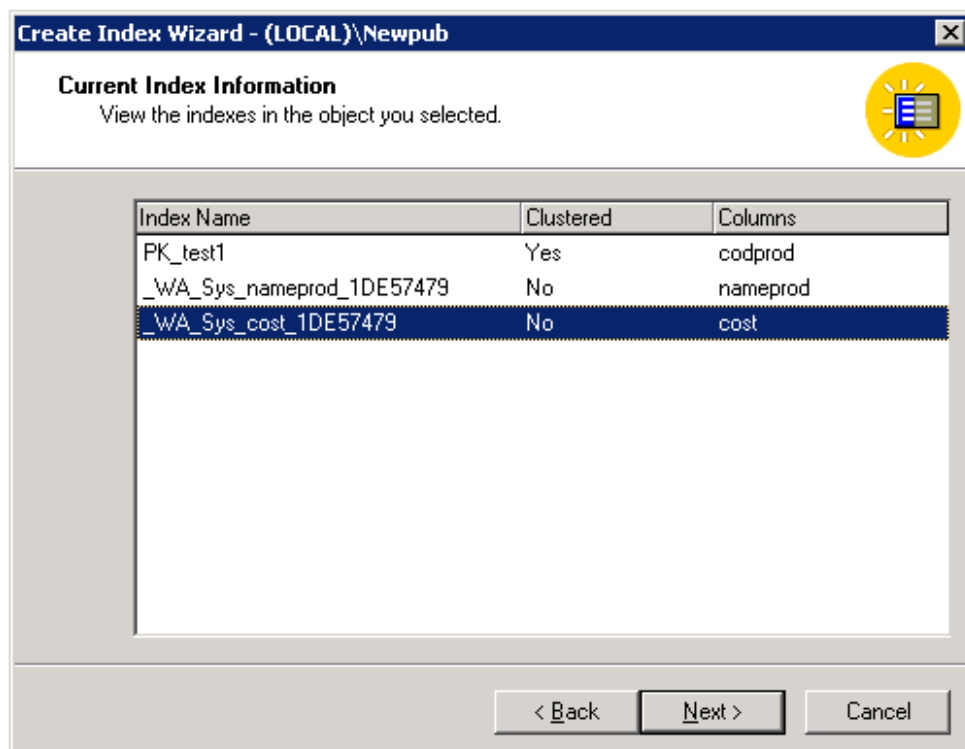 Create Index Wizard - (LOCAL)\Newpub
Current Index Information
View the indexes in the object you selected.
Index Name Clustered Columns
PK_test1 Yes codprod
_WA_Sys_nameprod_1DE57479 No nameprod
_WA_Sys_cost_1DE57479 No cost
< Back Next > Cancel